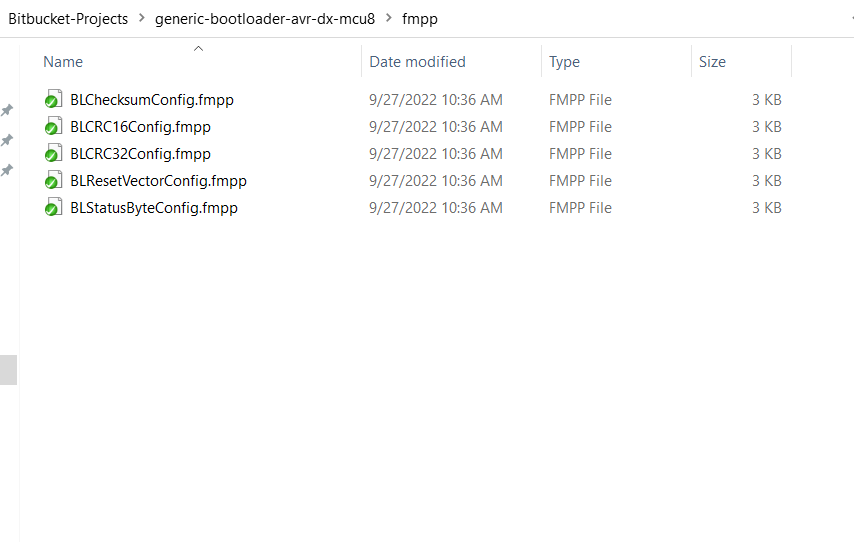 Bitbucket-Projects > generic-bootloader-avr-dx-mcu8 > fmpp
Name Date modified Type Size
BLChecksumConfig.fmpp 9/27/2022 10:36 AM FMPP File 3 KB
BLCRC16Config.fmpp 9/27/2022 10:36 AM FMPP File 3 KB
BLCRC32Config.fmpp 9/27/2022 10:36 AM FMPP File 3 KB
BLResetVectorConfig.fmpp 9/27/2022 10:36 AM FMPP File 3 KB
BLStatusByteConfig.fmpp 9/27/2022 10:36 AM FMPP File 3 KB